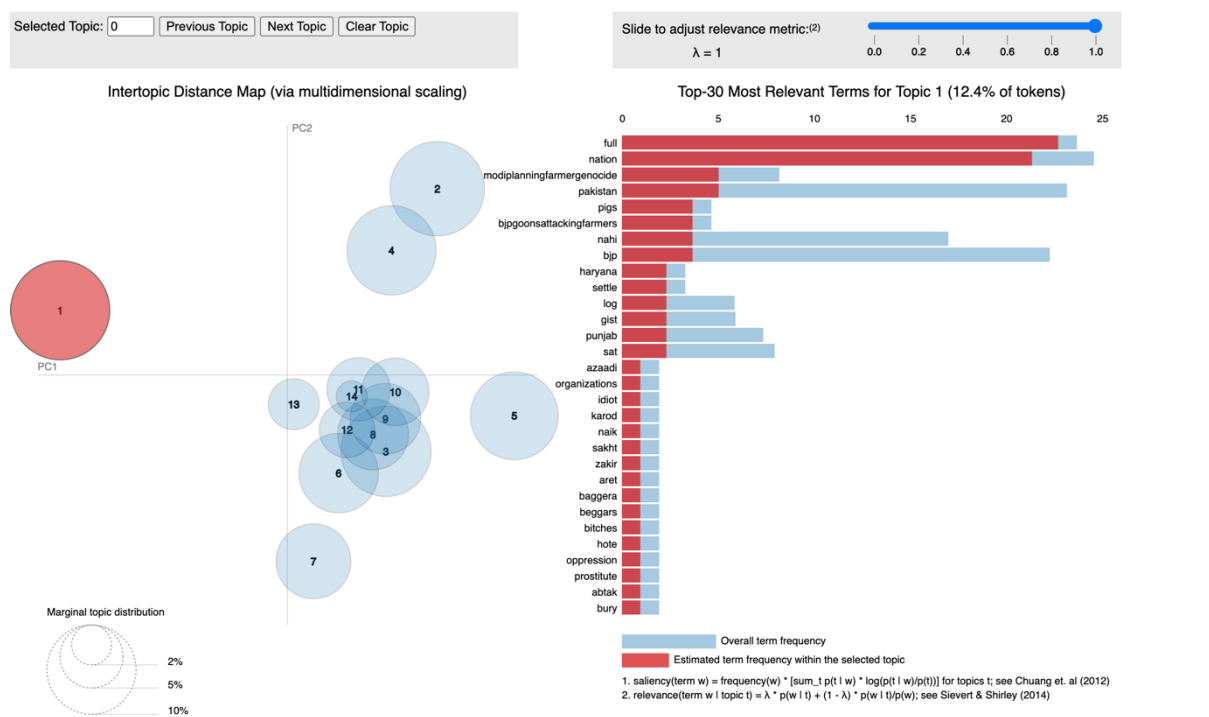 Selected Topic: 0 Previous Topic Next Topic Clear Topic
Slide to adjust relevance metric:(2)
λ = 1
0.0 0.2 0.4 0.6 0.8 1.0
Intertopic Distance Map (via multidimensional scaling)
PC2
PC1
1
2
4
5
13
11
14
10
9
12
8
3
6
7
Marginal topic distribution
2%
5%
10%
Top-30 Most Relevant Terms for Topic 1 (12.4% of tokens)
0 5 10 15 20 25
full
nation
modiplanningfarmergenocide
pakistan
pigs
bjpgoonsattackingfarmers
nahi
bjp
haryana
settle
log
gist
punjab
sat
azaadi
organizations
idiot
karod
naik
sakht
zakir
aret
baggera
beggars
bitches
hote
oppression
prostitute
abtak
bury
Overall term frequency
Estimated term frequency within the selected topic
1. saliency(term w) = frequency(w) * [sum_t p(t | w) * log(p(t | w)/p(t))] for topics t; see Chuang et. al (2012)
2. relevance(term w | topic t) = λ * p(w | t) + (1 - λ) * p(w | t)/p(w); see Sievert & Shirley (2014)